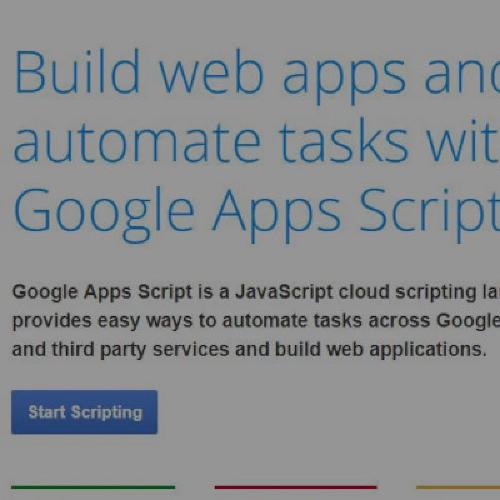 Build web apps and
automate tasks wit
Google Apps Script
Google Apps Script is a JavaScript cloud scripting la
provides easy ways to automate tasks across Google
and third party services and build web applications.
Start Scripting